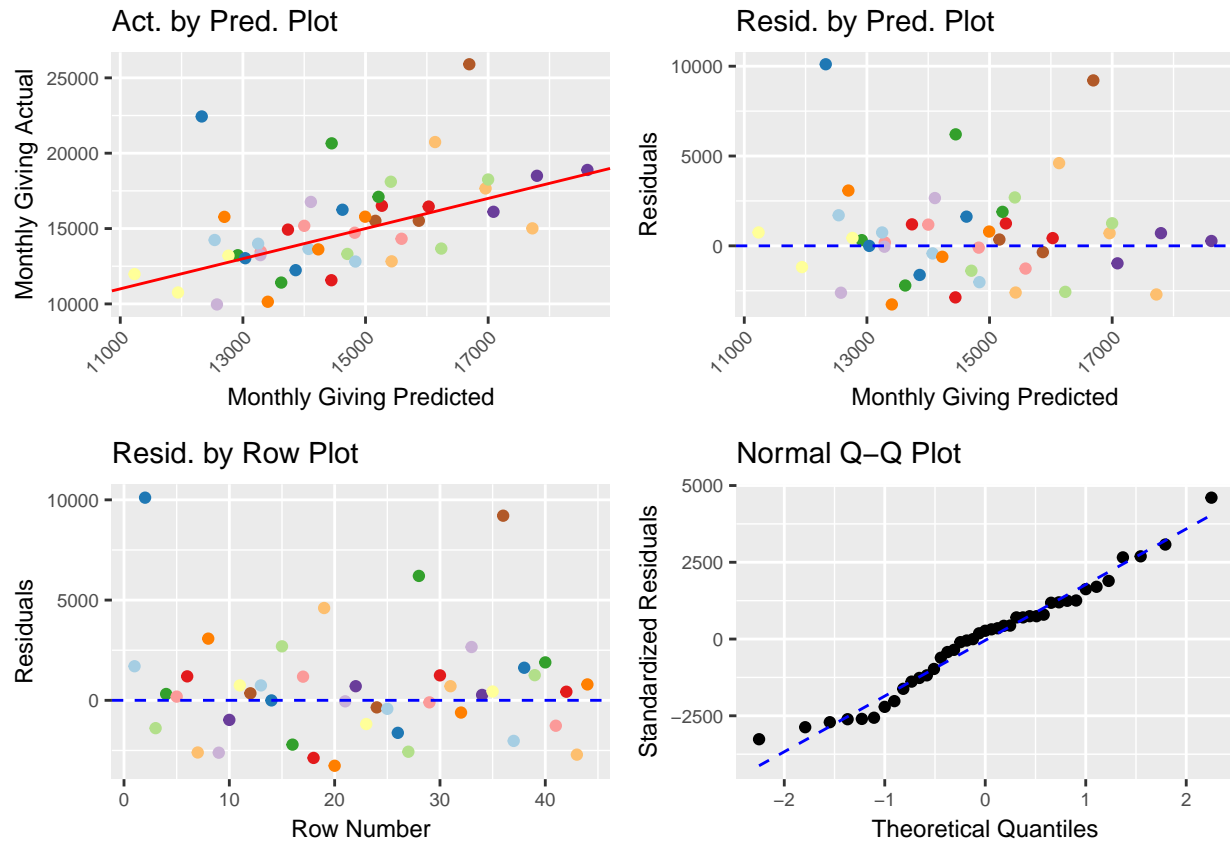 Act. by Pred. Plot
Monthly Giving Actual
25000
20000
15000
10000
11000
13000
15000
17000
Monthly Giving Predicted
Resid. by Pred. Plot
Residuals
10000
5000
0
11000
13000
15000
17000
Monthly Giving Predicted
Resid. by Row Plot
Residuals
10000
5000
0
0
10
20
30
40
Row Number
Normal Q−Q Plot
Standardized Residuals
5000
2500
0
−2500
−2
−1
0
1
2
Theoretical Quantiles